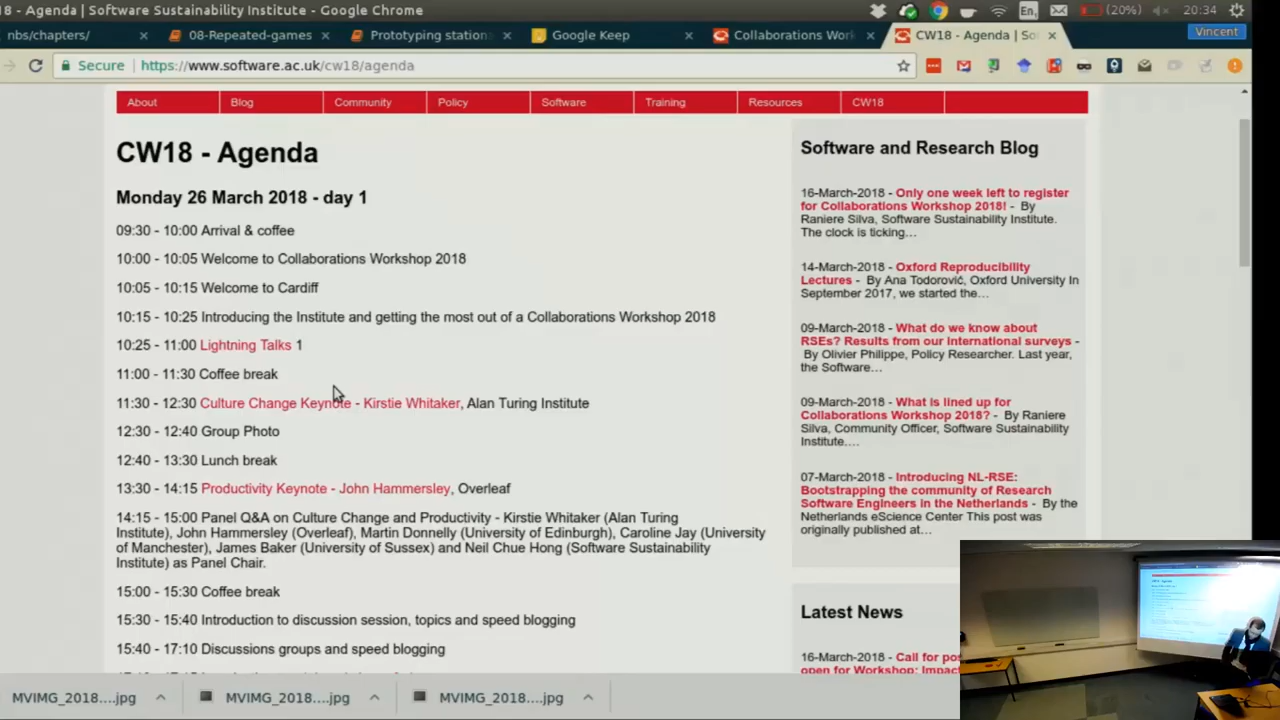 18 - Agenda | Software Sustainability Institute - Google Chrome
En
(20%)
20:34
nbs/chapters/
08-Repeated-games
Prototyping station
Google Keep
Collaborations Work
CW18 - Agenda | So
Vincent
Secure
https://www.software.ac.uk/cw18/agenda
About
Blog
Community
Policy
Software
Training
Resources
CW18
CW18 - Agenda
Monday 26 March 2018 - day 1
09:30 - 10:00 Arrival & coffee
10:00 - 10:05 Welcome to Collaborations Workshop 2018
10:05 - 10:15 Welcome to Cardiff
10:15 - 10:25 Introducing the Institute and getting the most out of a Collaborations Workshop 2018
10:25 - 11:00 Lightning Talks 1
11:00 - 11:30 Coffee break
11:30 - 12:30 Culture Change Keynote - Kirstie Whitaker, Alan Turing Institute
12:30 - 12:40 Group Photo
12:40 - 13:30 Lunch break
13:30 - 14:15 Productivity Keynote - John Hammersley, Overleaf
14:15 - 15:00 Panel Q&A on Culture Change and Productivity - Kirstie Whitaker (Alan Turing
Institute), John Hammersley (Overleaf), Martin Donnelly (University of Edinburgh), Caroline Jay (University
of Manchester), James Baker (University of Sussex) and Neil Chue Hong (Software Sustainability
Institute) as Panel Chair.
15:00 - 15:30 Coffee break
15:30 - 15:40 Introduction to discussion session, topics and speed blogging
15:40 - 17:10 Discussions groups and speed blogging
Software and Research Blog
16-March-2018 - Only one week left to register
for Collaborations Workshop 2018! - By
Raniere Silva, Software Sustainability Institute.
The clock is ticking…
14-March-2018 - Oxford Reproducibility
Lectures - By Ana Todorović, Oxford University In
September 2017, we started the…
09-March-2018 - What do we know about
RSEs? Results from our international surveys -
By Olivier Philippe, Policy Researcher. Last year,
the Software…
09-March-2018 - What is lined up for
Collaborations Workshop 2018? - By Raniere
Silva, Community Officer, Software Sustainability
Institute.…
07-March-2018 - Introducing NL-RSE:
Bootstrapping the community of Research
Software Engineers in the Netherlands - By the
Netherlands eScience Center This post was
originally published at…
Latest News
16-March-2018 - Call for pos
open for Workshop: Impac
MVIMG_2018....jpg
MVIMG_2018....jpg
MVIMG_2018....jpg